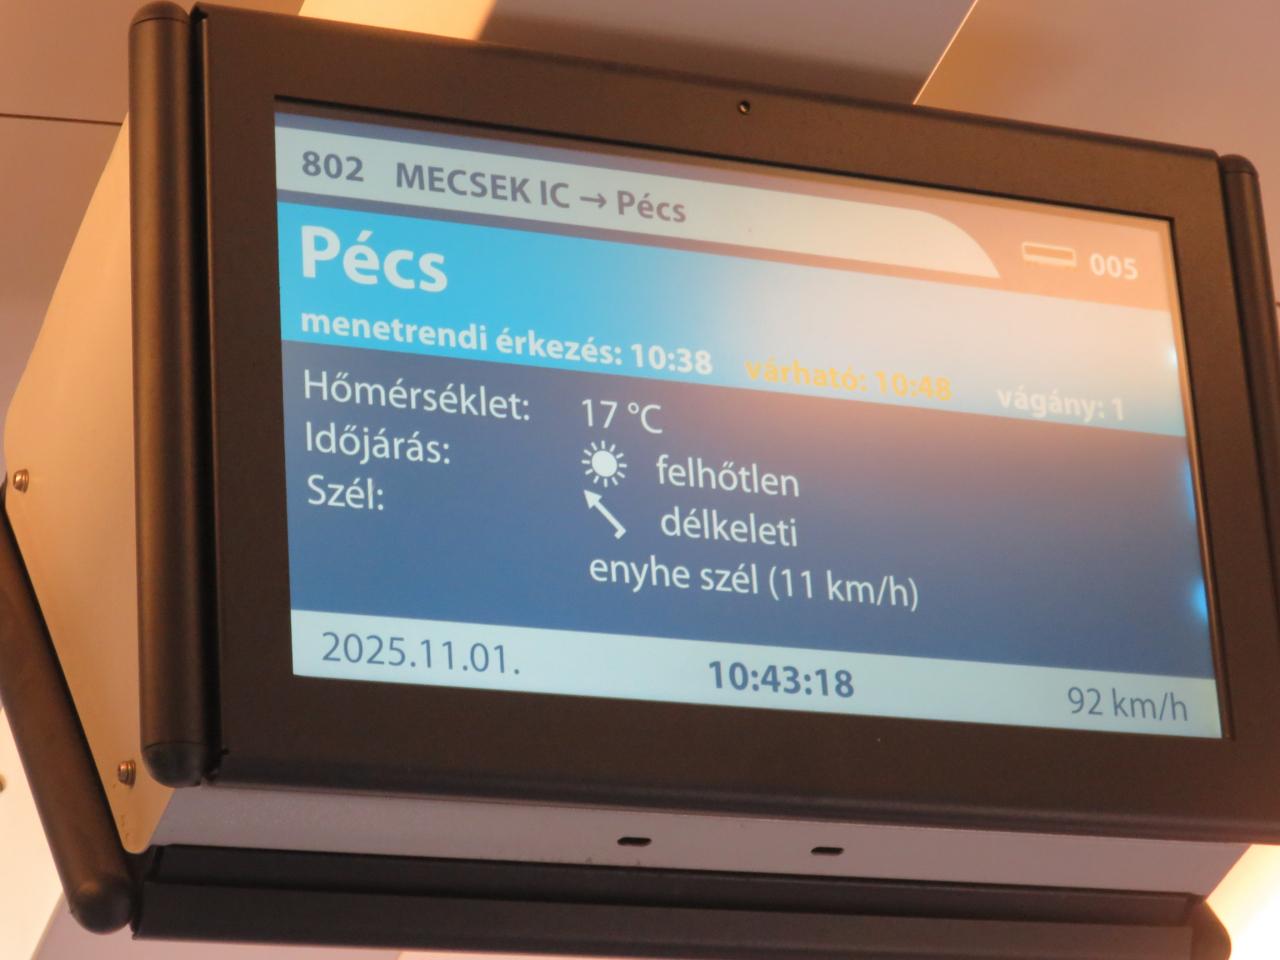 802 MECSEK IC → Pécs
005
Pécs
menetrendi érkezés: 10:38 várható: 10:48 vágány: 1
Hőmérséklet: 17 °C
Időjárás: felhőtlen
Szél: délkeleti
enyhe szél (11 km/h)
2025.11.01. 10:43:18 92 km/h